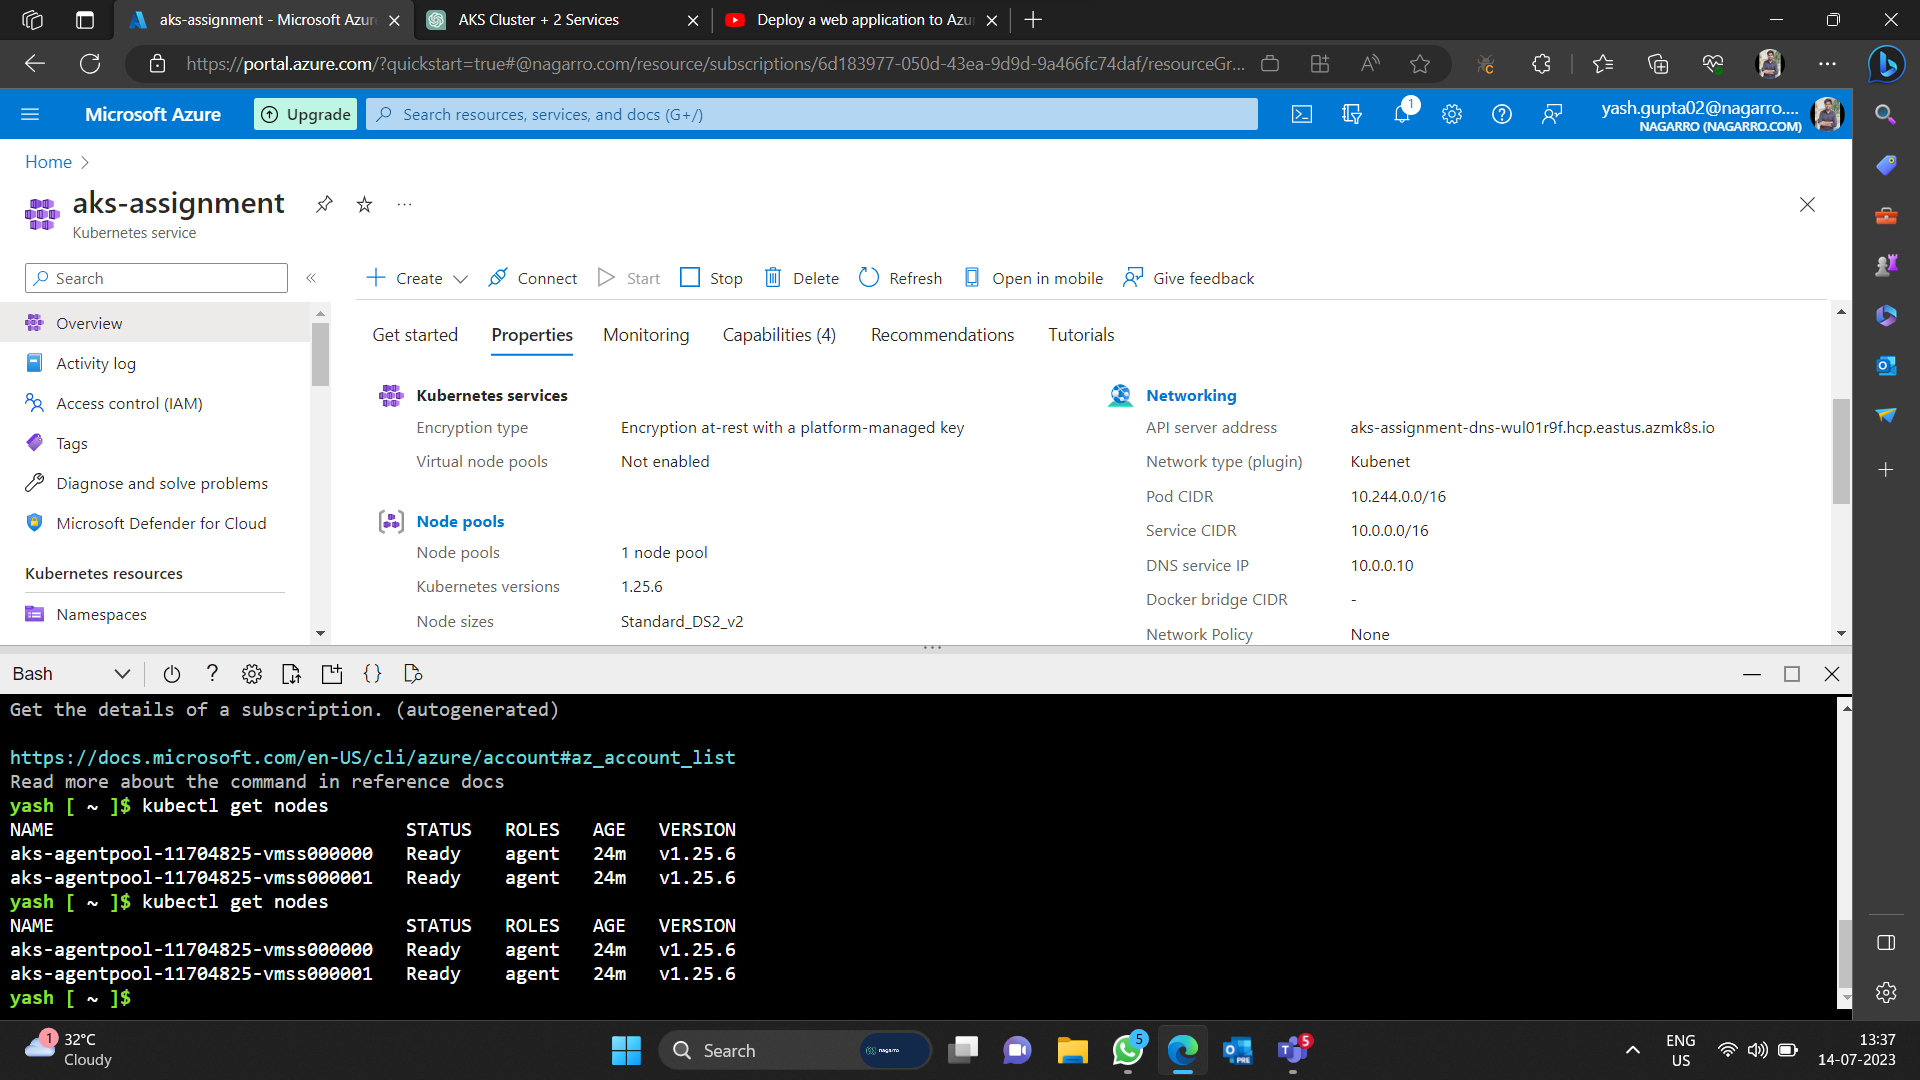 aks-assignment - Microsoft Azur
AKS Cluster + 2 Services
Deploy a web application to Azu
https://portal.azure.com/?quickstart=true#@nagarro.com/resource/subscriptions/6d183977-050d-43ea-9d9d-9a466fc74daf/resourceGr...
Microsoft Azure
Upgrade
Search resources, services, and docs (G+/)
1
yash.gupta02@nagarro....
NAGARRO (NAGARRO.COM)
Home
aks-assignment
Kubernetes service
Search
Create
Connect
Start
Stop
Delete
Refresh
Open in mobile
Give feedback
Overview
Activity log
Access control (IAM)
Tags
Diagnose and solve problems
Microsoft Defender for Cloud
Kubernetes resources
Namespaces
Get started
Properties
Monitoring
Capabilities (4)
Recommendations
Tutorials
Kubernetes services
Encryption type Encryption at-rest with a platform-managed key
Virtual node pools Not enabled
Node pools
Node pools 1 node pool
Kubernetes versions 1.25.6
Node sizes Standard_DS2_v2
Networking
API server address aks-assignment-dns-wul01r9f.hcp.eastus.azmk8s.io
Network type (plugin) Kubenet
Pod CIDR 10.244.0.0/16
Service CIDR 10.0.0.0/16
DNS service IP 10.0.0.10
Docker bridge CIDR -
Network Policy None
Bash
Get the details of a subscription. (autogenerated)
https://docs.microsoft.com/en-US/cli/azure/account#az_account_list
Read more about the command in reference docs
yash [ ~ ]$ kubectl get nodes
NAME STATUS ROLES AGE VERSION
aks-agentpool-11704825-vmss000000 Ready agent 24m v1.25.6
aks-agentpool-11704825-vmss000001 Ready agent 24m v1.25.6
yash [ ~ ]$ kubectl get nodes
NAME STATUS ROLES AGE VERSION
aks-agentpool-11704825-vmss000000 Ready agent 24m v1.25.6
aks-agentpool-11704825-vmss000001 Ready agent 24m v1.25.6
yash [ ~ ]$
1
32°C
Cloudy
Search
nagarro
5
PRE
5
ENG
US
13:37
14-07-2023